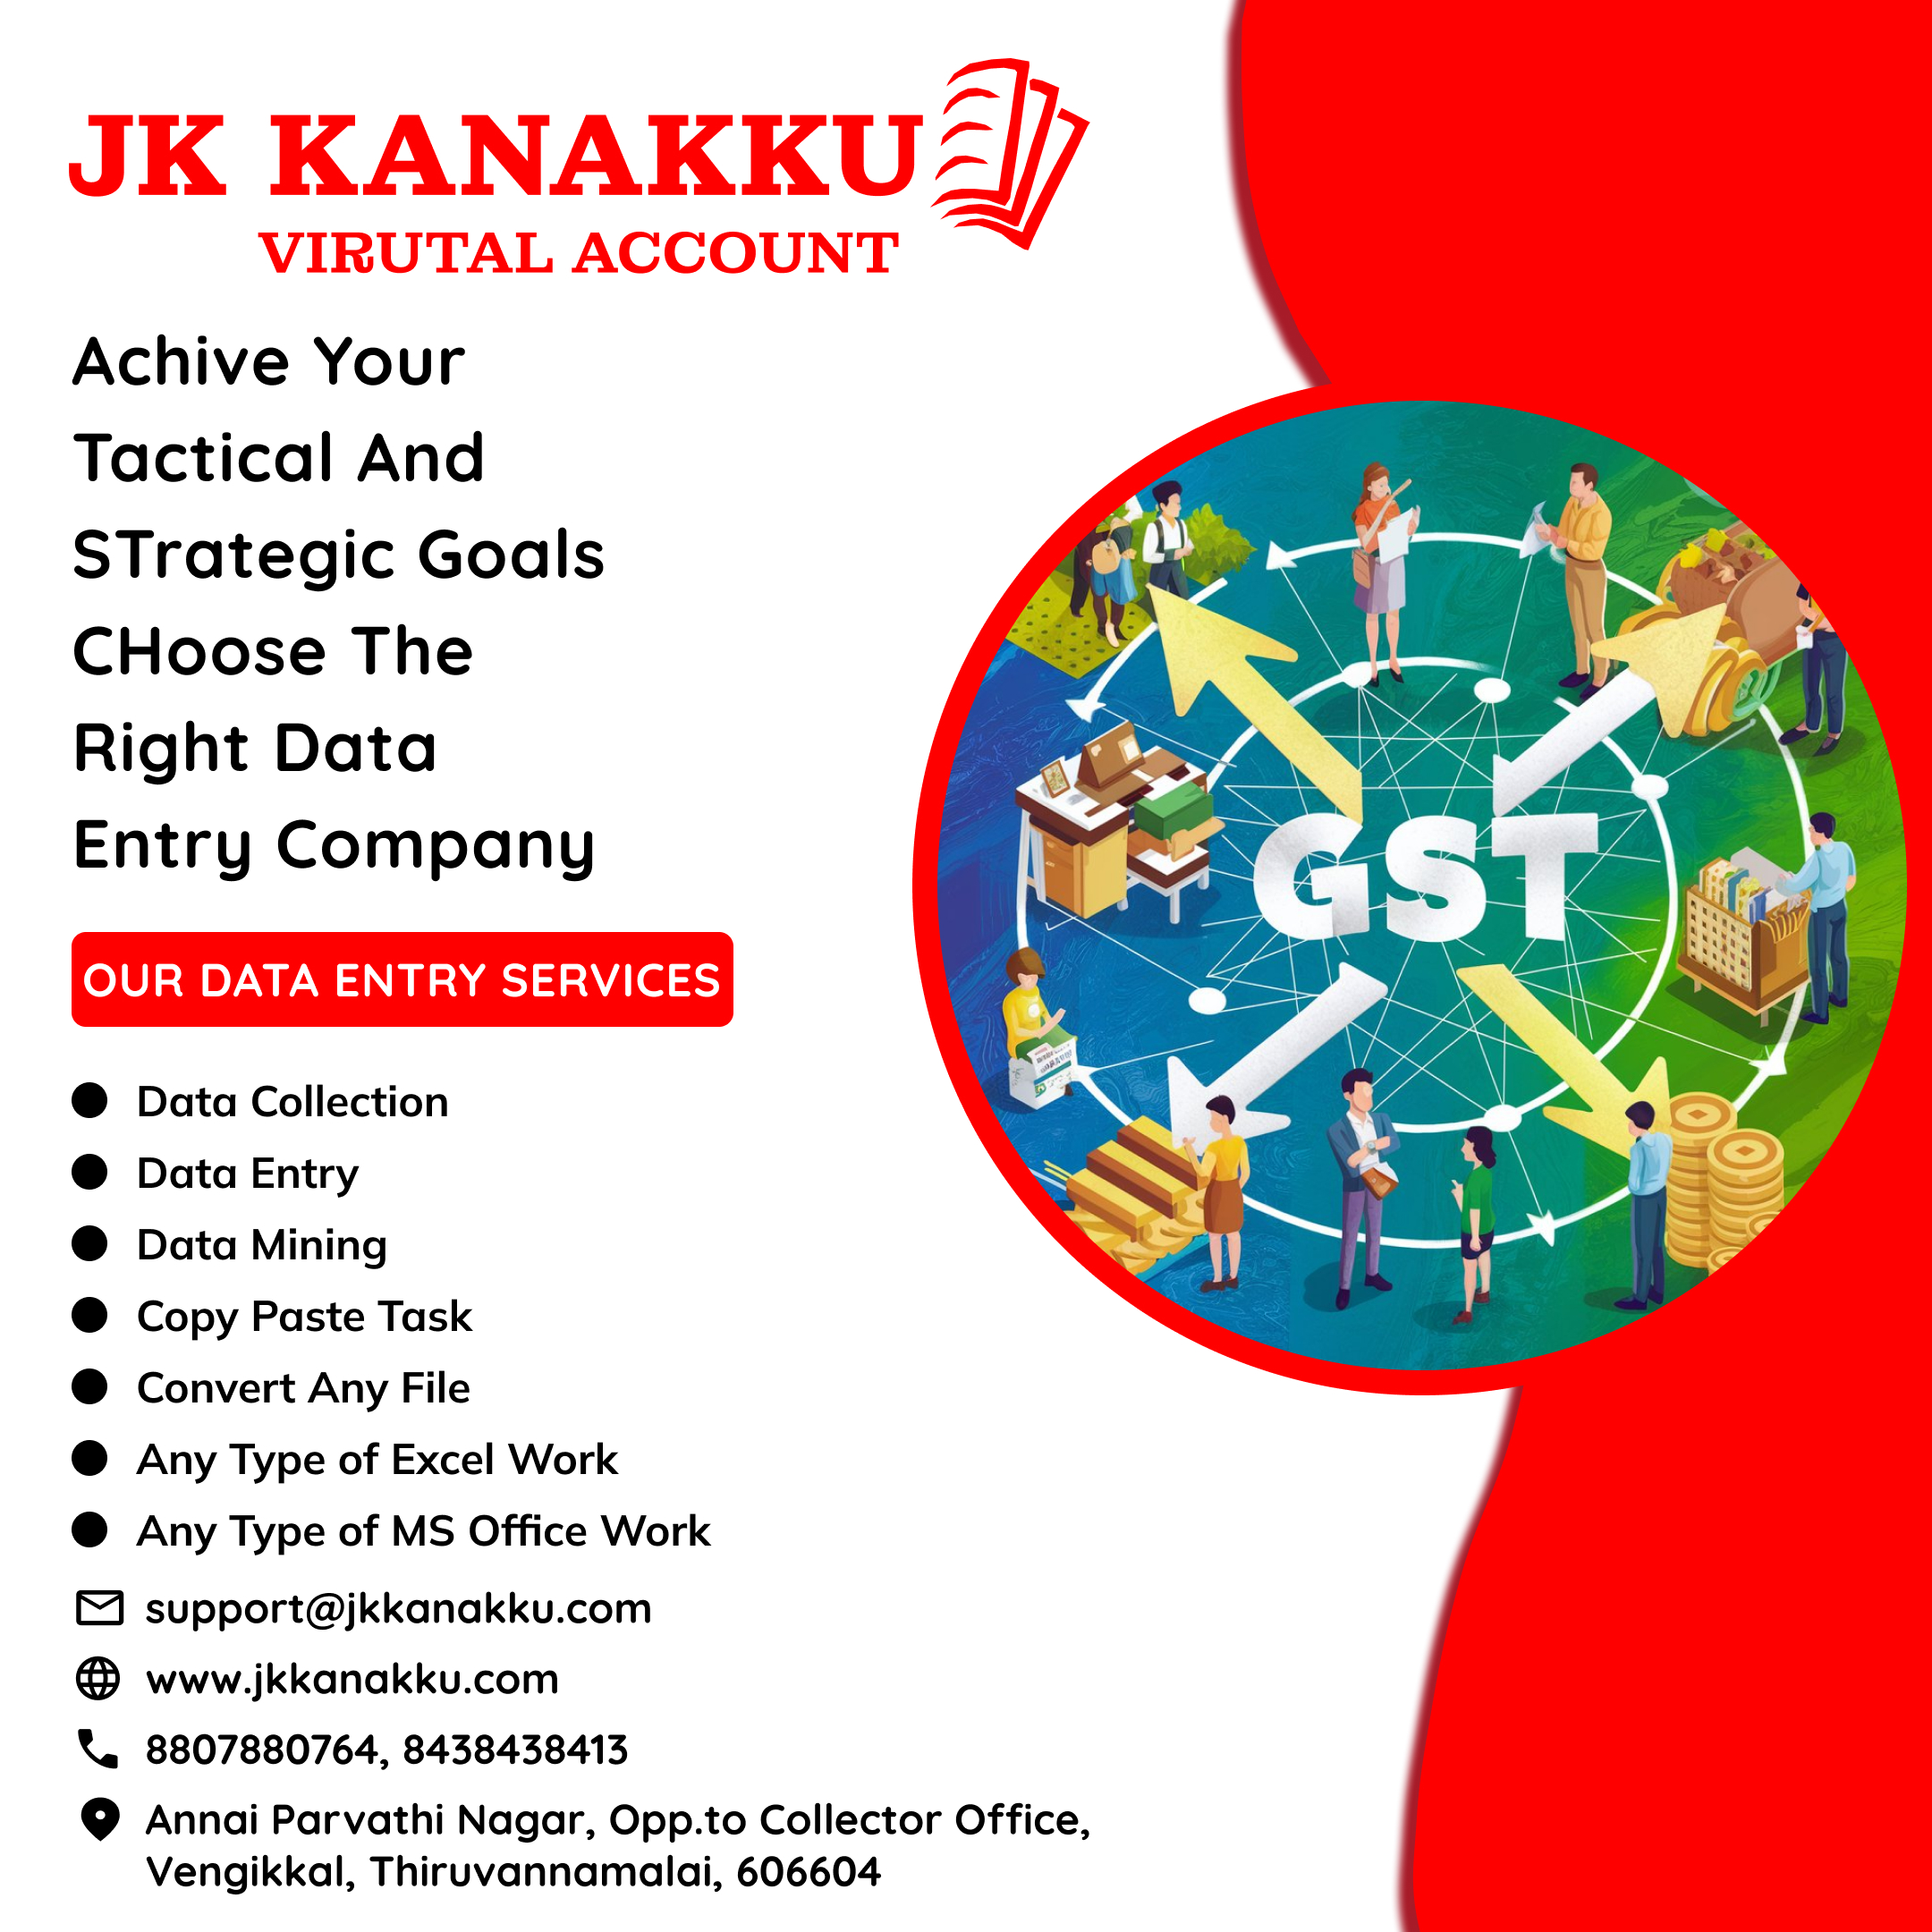 JK KANAKKU
VIRUTAL ACCOUNT
Achive Your
Tactical And
STrategic Goals
CHoose The
Right Data
Entry Company
OUR DATA ENTRY SERVICES
Data Collection
Data Entry
Data Mining
Copy Paste Task
Convert Any File
Any Type of Excel Work
Any Type of MS Office Work
support@jkkanakku.com
www.jkkanakku.com
8807880764, 8438438413
Annai Parvathi Nagar, Opp.to Collector Office,
Vengikkal, Thiruvannamalai, 606604
GST